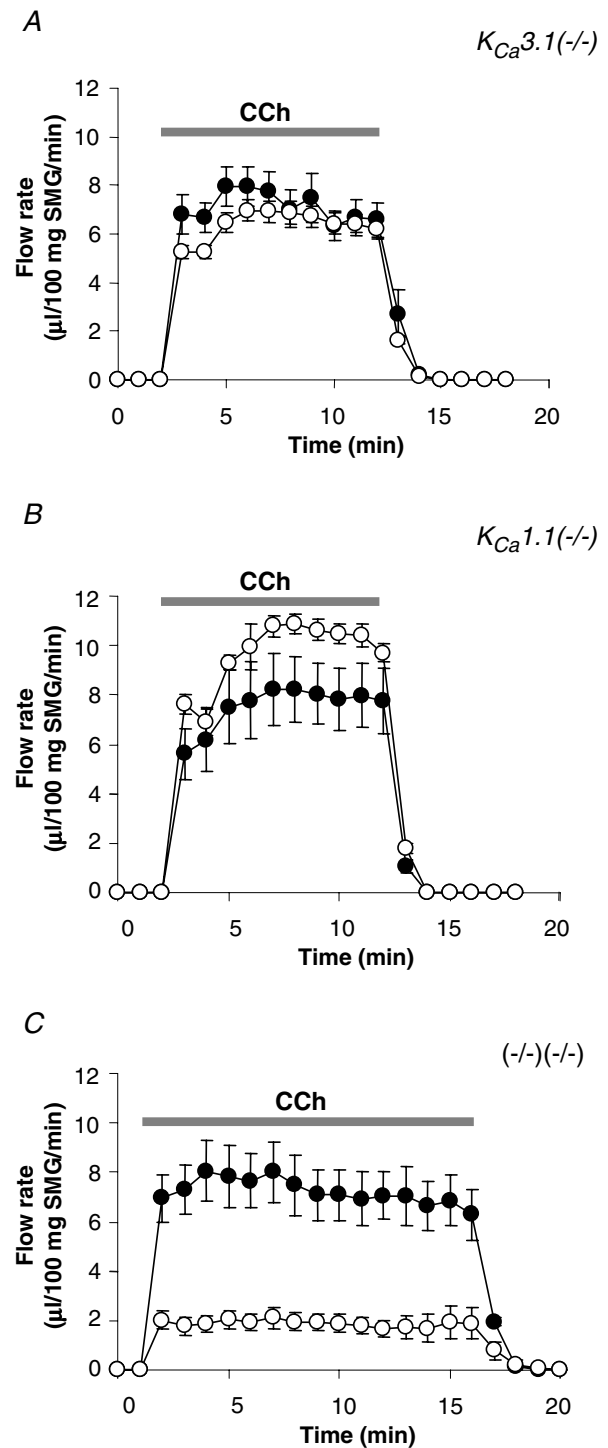 A
K_Ca3.1(-/-)
12
10
8
6
4
2
0
CCh
Flow rate
(µl/100 mg SMG/min)
0 5 10 15 20
Time (min)
B
K_Ca1.1(-/-)
12
10
8
6
4
2
0
CCh
Flow rate
(µl/100 mg SMG/min)
0 5 10 15 20
Time (min)
C
(-/-)(-/-)
12
10
8
6
4
2
0
CCh
Flow rate
(µl/100 mg SMG/min)
0 5 10 15 20
Time (min)